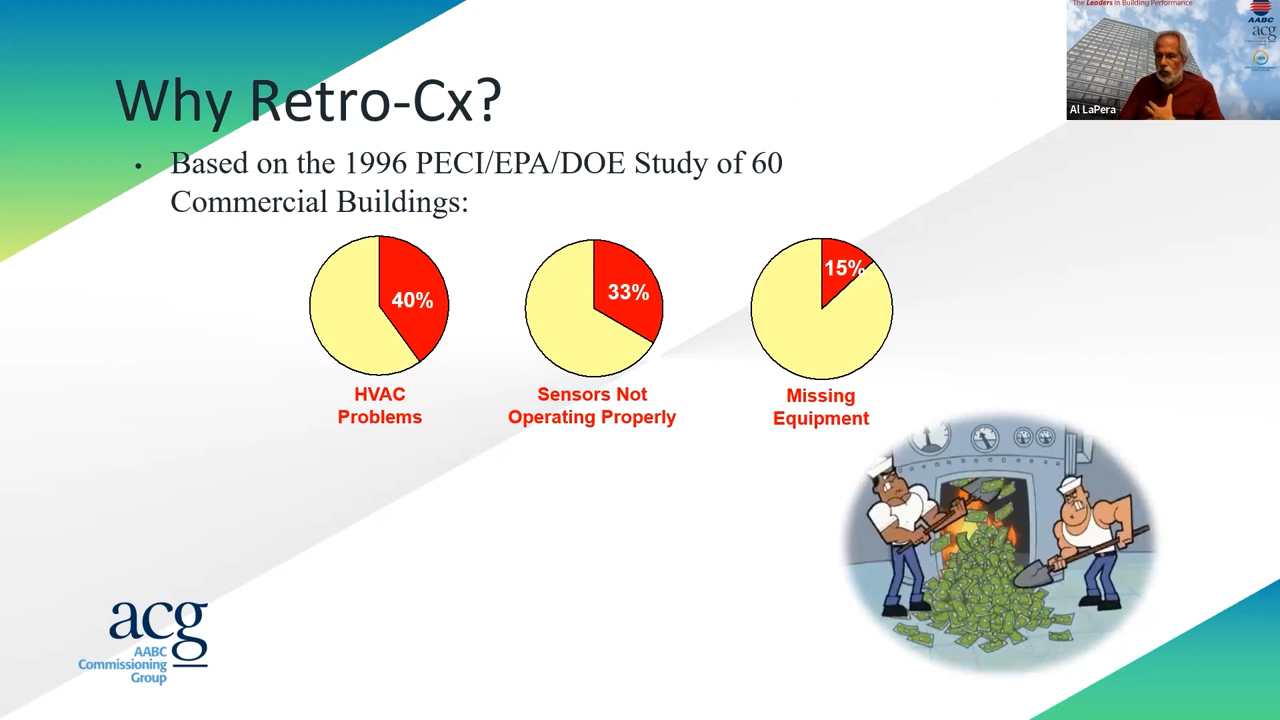 The Leaders in Building Performance
AABC
acg
Al LaPera
Why Retro-Cx?
• Based on the 1996 PECI/EPA/DOE Study of 60
Commercial Buildings:
40%
33%
15%
HVAC
Problems
Sensors Not
Operating Properly
Missing
Equipment
acg
AABC
Commissioning
Group